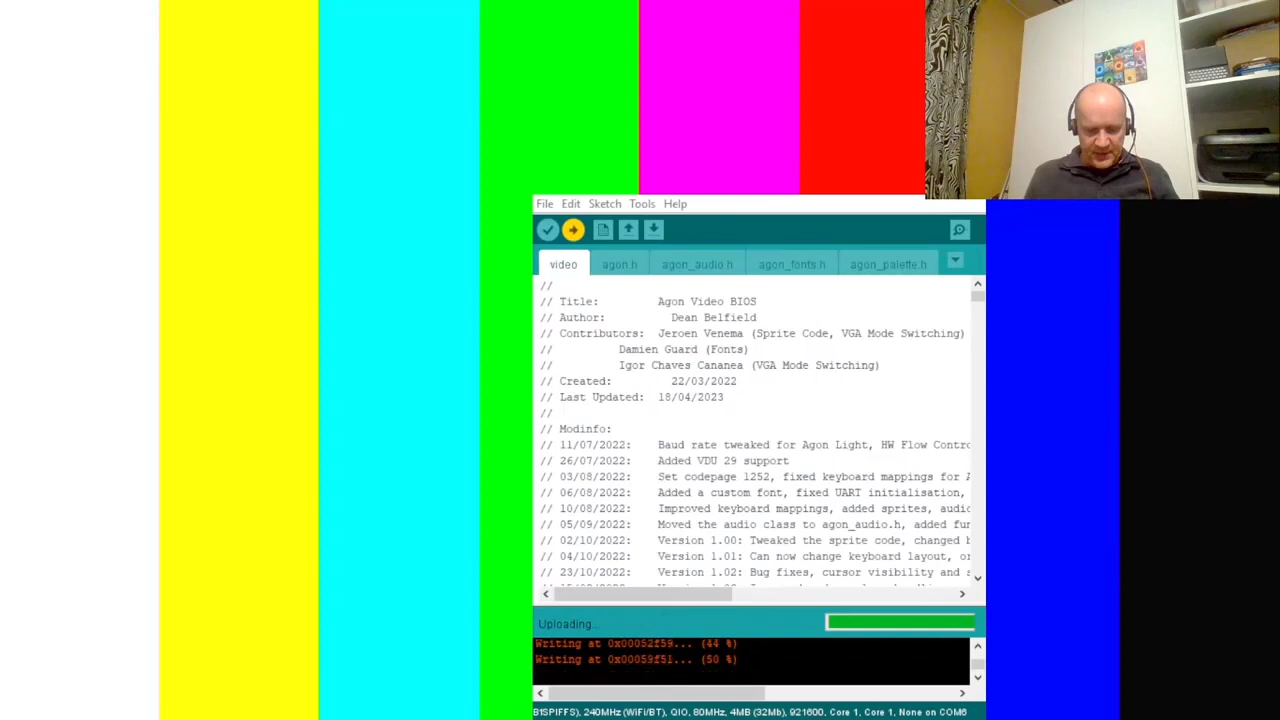 File Edit Sketch Tools Help
video agon.h agon_audio.h agon_fonts.h agon_palette.h
//
// Title: Agon Video BIOS
// Author: Dean Belfield
// Contributors: Jeroen Venema (Sprite Code, VGA Mode Switching)
// Damien Guard (Fonts)
// Igor Chaves Cananea (VGA Mode Switching)
// Created: 22/03/2022
// Last Updated: 18/04/2023
//
// Modinfo:
// 11/07/2022: Baud rate tweaked for Agon Light, HW Flow Contro
// 26/07/2022: Added VDU 29 support
// 03/08/2022: Set codepage 1252, fixed keyboard mappings for A
// 06/08/2022: Added a custom font, fixed UART initialisation,
// 10/08/2022: Improved keyboard mappings, added sprites, audio
// 05/09/2022: Moved the audio class to agon_audio.h, added fun
// 02/10/2022: Version 1.00: Tweaked the sprite code, changed b
// 04/10/2022: Version 1.01: Can now change keyboard layout, or
// 23/10/2022: Version 1.02: Bug fixes, cursor visibility and s
Uploading...
Writing at 0x00052f59... (44 %)
Writing at 0x00059f51... (50 %)
SPIFFS), 240MHz (WiFi/BT), QIO, 80MHz, 4MB (32Mb), 921600, Core 1, Core 1, None on COM6